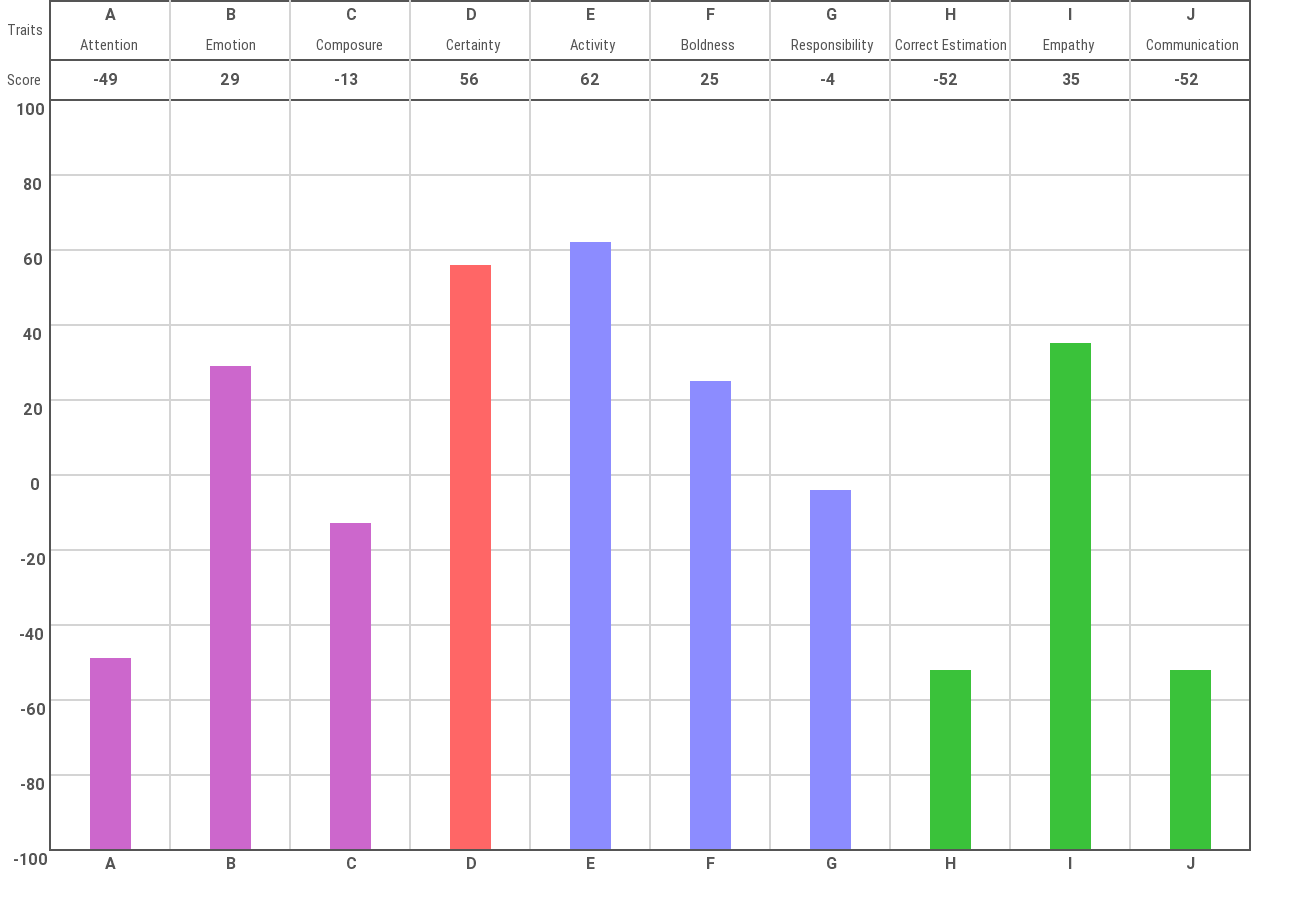 A B C D E F G H I J
Traits
Attention Emotion Composure Certainty Activity Boldness Responsibility Correct Estimation Empathy Communication
Score -49 29 -13 56 62 25 -4 -52 35 -52
100
80
60
40
20
0
-20
-40
-60
-80
-100
A B C D E F G H I J